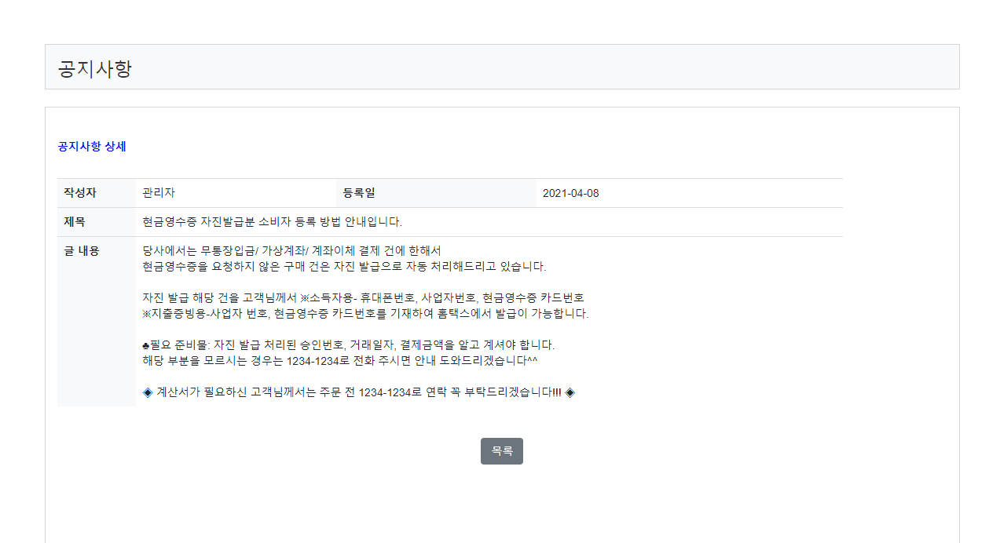 공지사항
공지사항 상세
작성자 관리자 등록일 2021-04-08
제목 현금영수증 자진발급분 소비자 등록 방법 안내입니다.
글 내용 당사에서는 무통장입금/ 가상계좌/ 계좌이체 결제 건에 한해서
현금영수증을 요청하지 않은 구매 건은 자진 발급으로 자동 처리해드리고 있습니다.
자진 발급 해당 건을 고객님께서 ※소득자용- 휴대폰번호, 사업자번호, 현금영수증 카드번호
※지출증빙용-사업자 번호, 현금영수증 카드번호를 기재하여 홈택스에서 발급이 가능합니다.
♣필요 준비물: 자진 발급 처리된 승인번호, 거래일자, 결제금액을 알고 계셔야 합니다.
해당 부분을 모르시는 경우는 1234-1234로 전화 주시면 안내 도와드리겠습니다^^
◈ 계산서가 필요하신 고객님께서는 주문 전 1234-1234로 연락 꼭 부탁드리겠습니다!!! ◈
목록